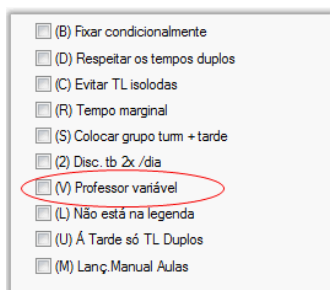 (B) Fixar condicionalmente
(D) Respeitar os tempos duplos
(C) Evitar TL isolodas
(R) Tempo marginal
(S) Colocar grupo turm +tarde
(2) Disc. tb 2x /dia
(V) Professor variável
(L) Não está na legenda
(U) Á Tarde só TL Duplos
(M) Lanç.Manual Aulas